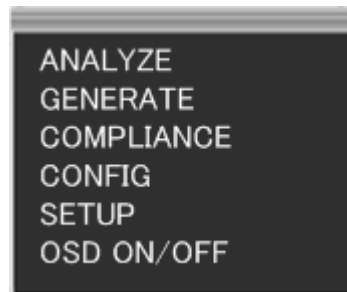 ANALYZE
GENERATE
COMPLIANCE
CONFIG
SETUP
OSD ON/OFF